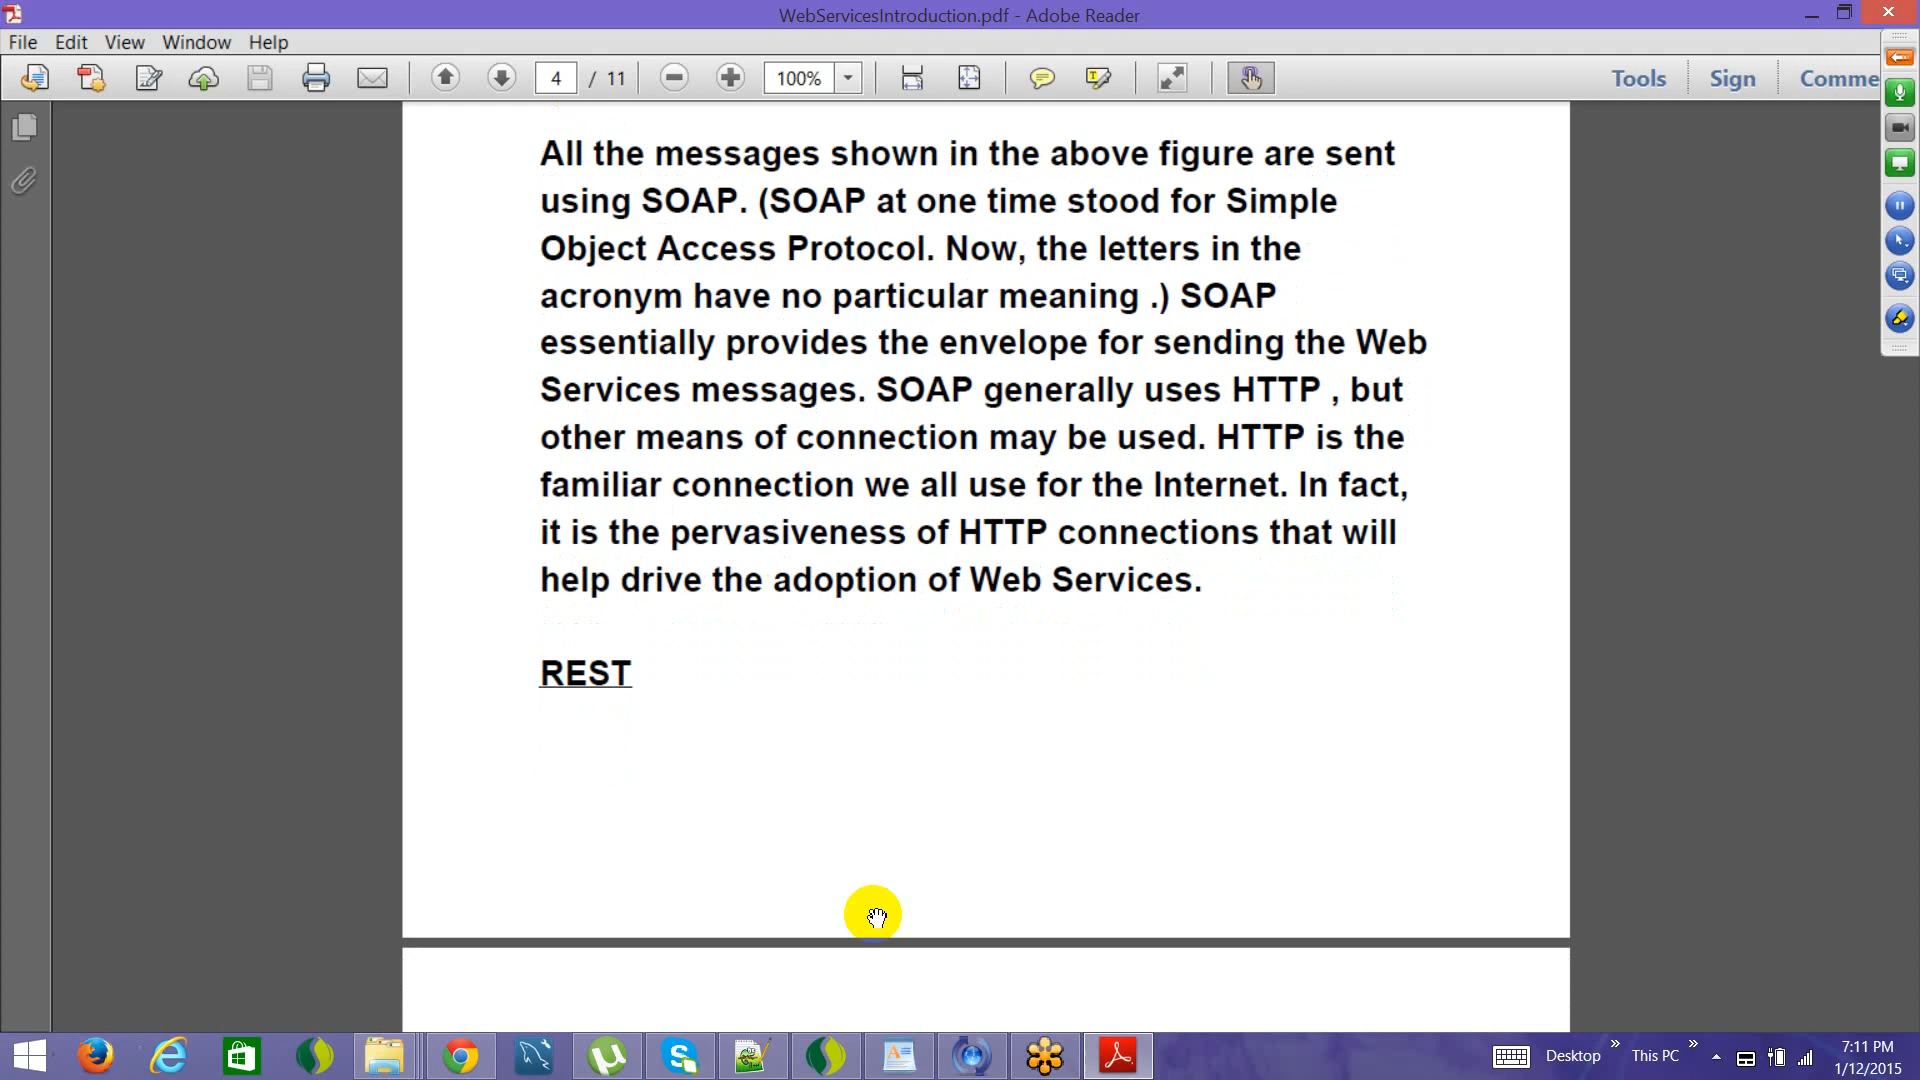 WebServicesIntroduction.pdf - Adobe Reader
File Edit View Window Help
4 / 11 100% Tools Sign Comme
All the messages shown in the above figure are sent
using SOAP. (SOAP at one time stood for Simple
Object Access Protocol. Now, the letters in the
acronym have no particular meaning .) SOAP
essentially provides the envelope for sending the Web
Services messages. SOAP generally uses HTTP , but
other means of connection may be used. HTTP is the
familiar connection we all use for the Internet. In fact,
it is the pervasiveness of HTTP connections that will
help drive the adoption of Web Services.
REST
Desktop » This PC » 7:11 PM
1/12/2015